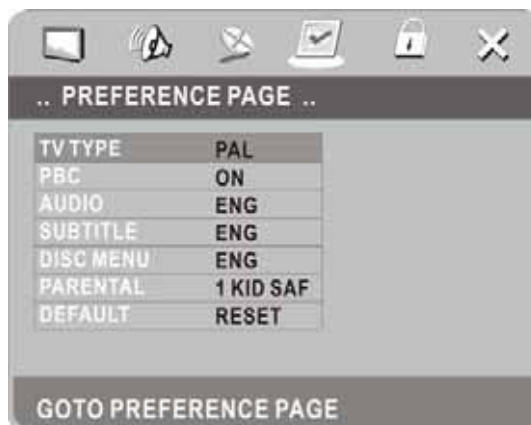 .. PREFERENCE PAGE ..
TV TYPE PAL
PBC ON
AUDIO ENG
SUBTITLE ENG
DISC MENU ENG
PARENTAL 1 KID SAF
DEFAULT RESET
GOTO PREFERENCE PAGE